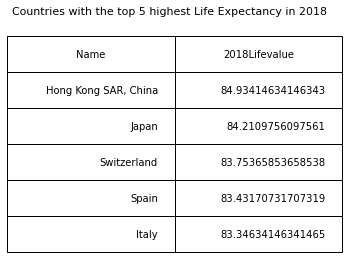 Countries with the top 5 highest Life Expectancy in 2018
Name 2018Lifevalue
Hong Kong SAR, China 84.93414634146343
Japan 84.2109756097561
Switzerland 83.75365853658538
Spain 83.43170731707319
Italy 83.34634146341465